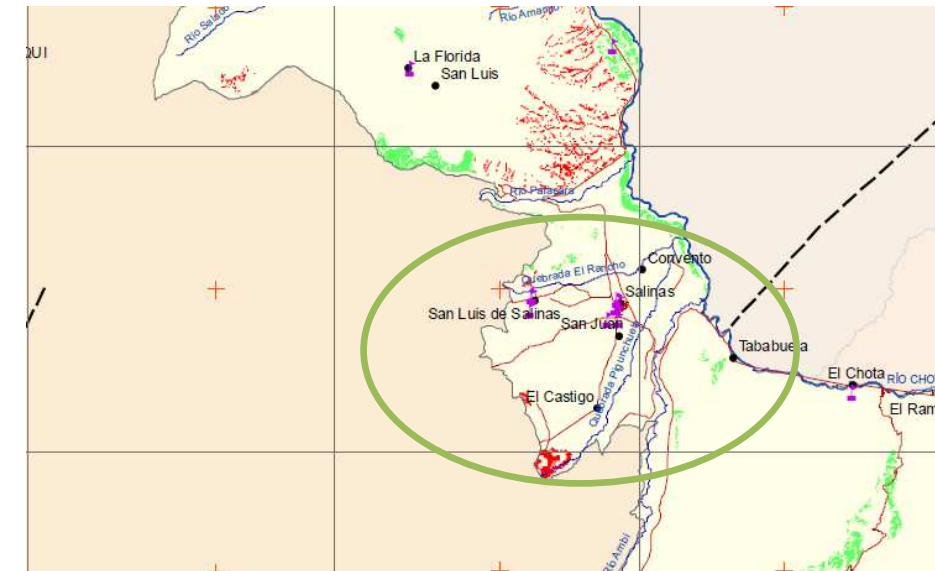 Río Salado
Río Amarillo
QUI
La Florida
San Luis
Río Palacara
Convento
Quebrada El Rancho
Salinas
San Luis de Salinas
San Juan
Quebrada Pigunchuela
Tababuela
El Chota
RÍO CHO
El Castigo
El Ram
Río Ambi